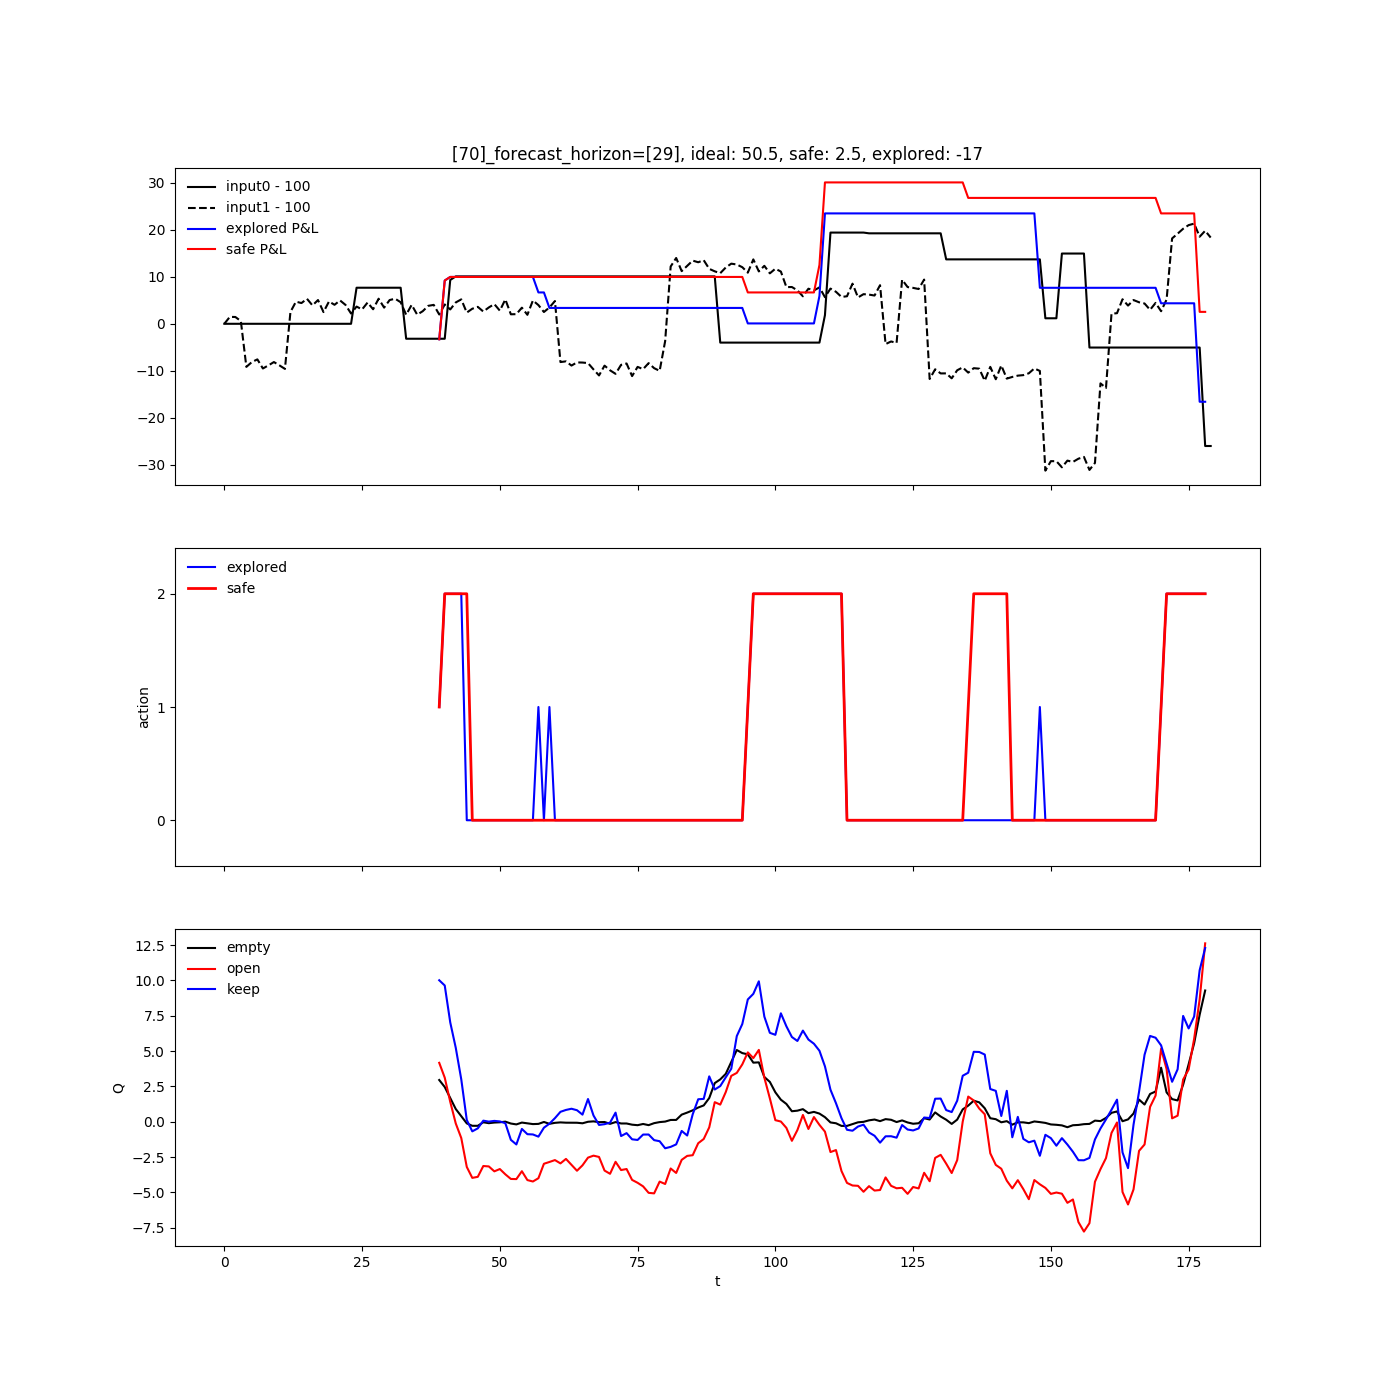 [70]_forecast_horizon=[29], ideal: 50.5, safe: 2.5, explored: -17
30
20
10
0
−10
−20
−30
input0 - 100
input1 - 100
explored P&L
safe P&L
2
1
0
action
explored
safe
12.5
10.0
7.5
5.0
2.5
0.0
−2.5
−5.0
−7.5
Q
empty
open
keep
0 25 50 75 100 125 150 175
t